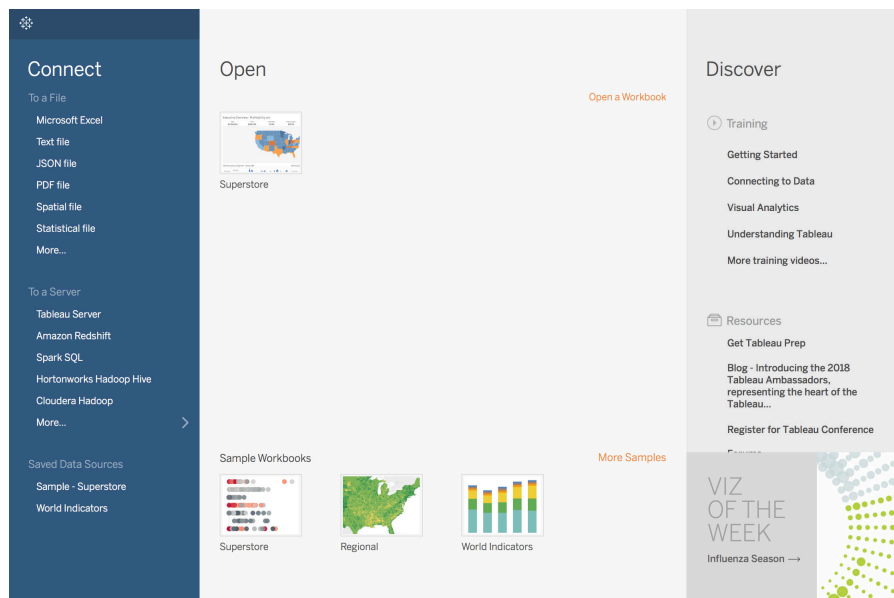 Connect
To a File
Microsoft Excel
Text file
JSON file
PDF file
Spatial file
Statistical file
More...
To a Server
Tableau Server
Amazon Redshift
Spark SQL
Hortonworks Hadoop Hive
Cloudera Hadoop
More...
Saved Data Sources
Sample - Superstore
World Indicators
Open
Open a Workbook
Superstore
Sample Workbooks
More Samples
Superstore
Regional
World Indicators
Discover
Training
Getting Started
Connecting to Data
Visual Analytics
Understanding Tableau
More training videos...
Resources
Get Tableau Prep
Blog - Introducing the 2018
Tableau Ambassadors,
representing the heart of the
Tableau...
Register for Tableau Conference
VIZ
OF THE
WEEK
Influenza Season →